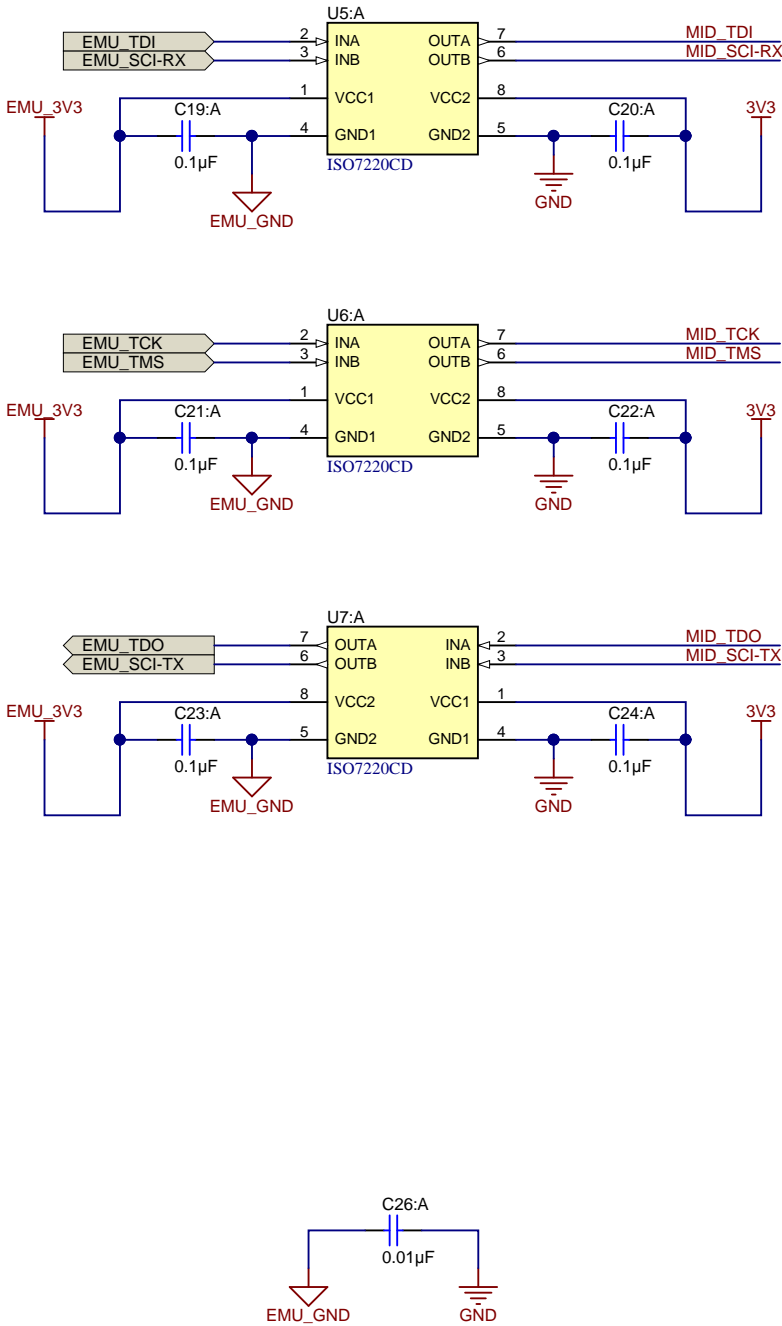 U5:A
EMU_TDI 2 INA OUTA 7 MID_TDI
EMU_SCI-RX 3 INB OUTB 6 MID_SCI-RX
EMU_3V3 C19:A 1 VCC1 VCC2 8 C20:A 3V3
4 GND1 GND2 5
0.1µF ISO7220CD 0.1µF
EMU_GND GND
U6:A
EMU_TCK 2 INA OUTA 7 MID_TCK
EMU_TMS 3 INB OUTB 6 MID_TMS
EMU_3V3 C21:A 1 VCC1 VCC2 8 C22:A 3V3
4 GND1 GND2 5
0.1µF ISO7220CD 0.1µF
EMU_GND GND
U7:A
EMU_TDO 7 OUTA INA 2 MID_TDO
EMU_SCI-TX 6 OUTB INB 3 MID_SCI-TX
EMU_3V3 C23:A 8 VCC2 VCC1 1 C24:A 3V3
5 GND2 GND1 4
0.1µF ISO7220CD 0.1µF
EMU_GND GND
C26:A
0.01µF
EMU_GND GND